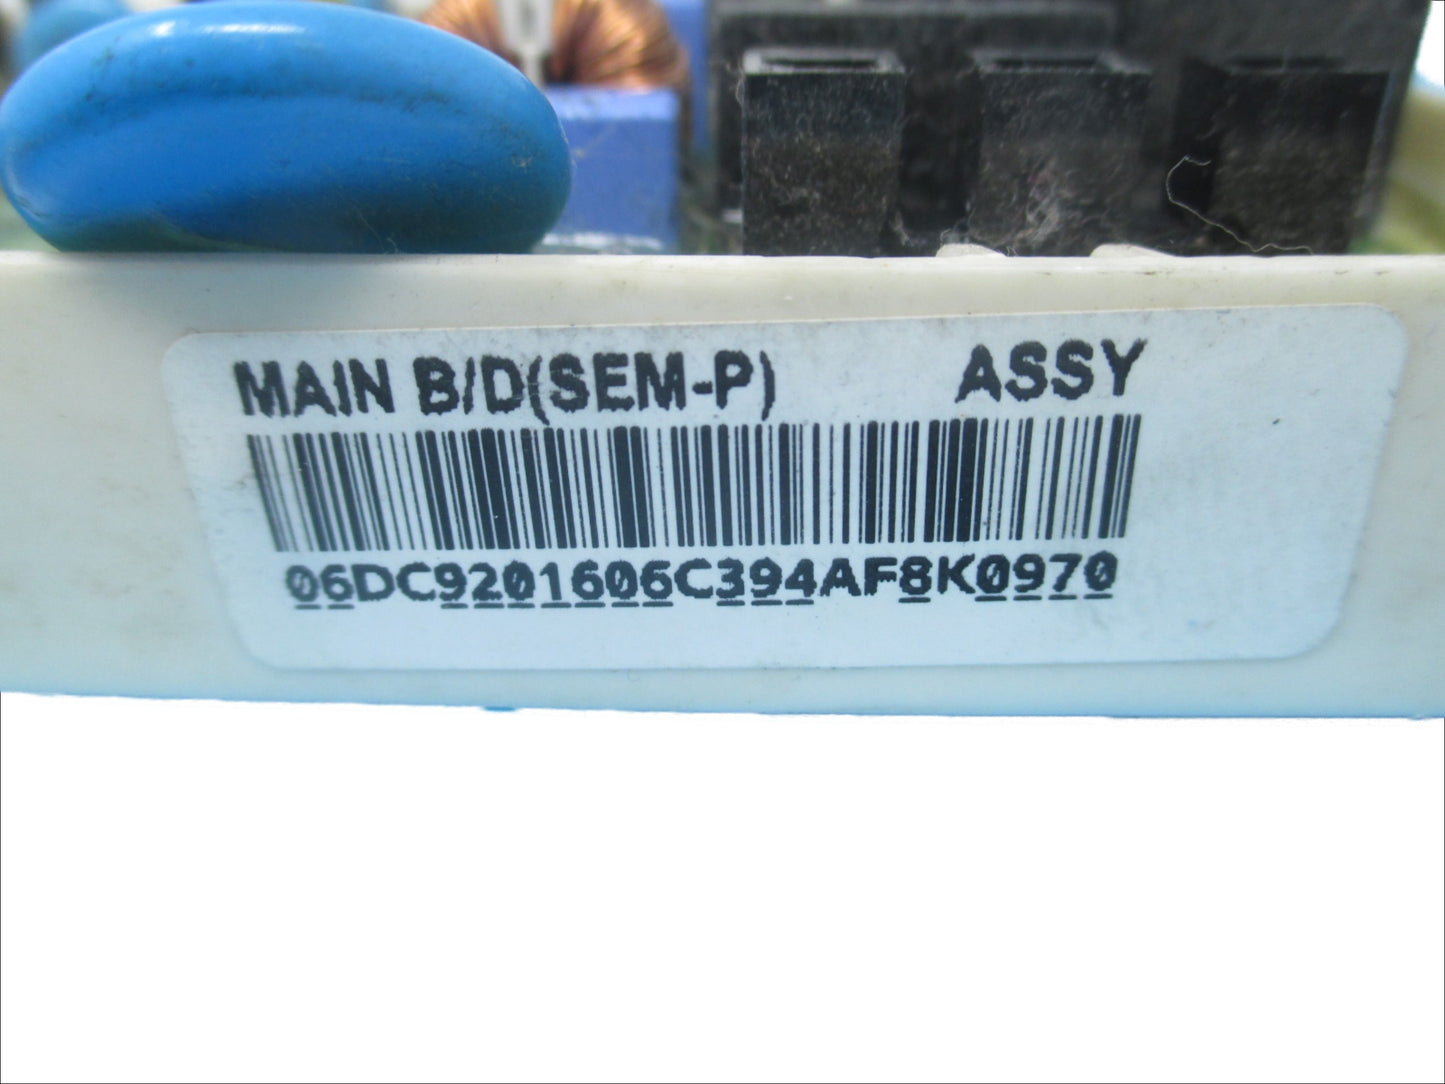 MAIN B/D(SEM-P) ASSY
06DC9201606C394AF8K0970